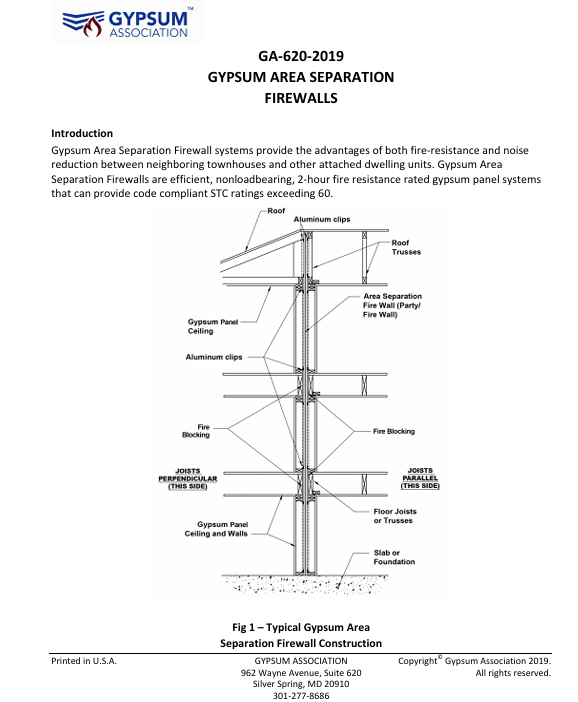 GYPSUM™
ASSOCIATION
GA-620-2019
GYPSUM AREA SEPARATION
FIREWALLS
Introduction
Gypsum Area Separation Firewall systems provide the advantages of both fire-resistance and noise
reduction between neighboring townhouses and other attached dwelling units. Gypsum Area
Separation Firewalls are efficient, nonloadbearing, 2-hour fire resistance rated gypsum panel systems
that can provide code compliant STC ratings exceeding 60.
Roof
Aluminum clips
Roof
Trusses
Area Separation
Fire Wall (Party/
Fire Wall)
Gypsum Panel
Ceiling
Aluminum clips
Fire
Blocking
Fire Blocking
JOISTS
PERPENDICULAR
(THIS SIDE)
JOISTS
PARALLEL
(THIS SIDE)
Floor Joists
or Trusses
Gypsum Panel
Ceiling and Walls
Slab or
Foundation
Fig 1 – Typical Gypsum Area
Separation Firewall Construction
Printed in U.S.A.
GYPSUM ASSOCIATION
962 Wayne Avenue, Suite 620
Silver Spring, MD 20910
301-277-8686
Copyright© Gypsum Association 2019.
All rights reserved.